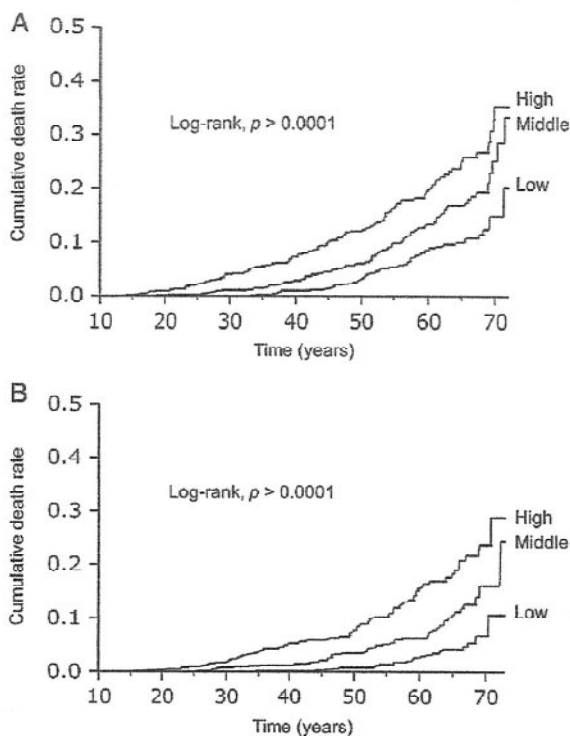 A
Cumulative death rate
0.5
0.4
0.3
0.2
0.1
0.0
Log-rank, p > 0.0001
High
Middle
Low
10 20 30 40 50 60 70
Time (years)
B
Cumulative death rate
0.5
0.4
0.3
0.2
0.1
0.0
Log-rank, p > 0.0001
High
Middle
Low
10 20 30 40 50 60 70
Time (years)